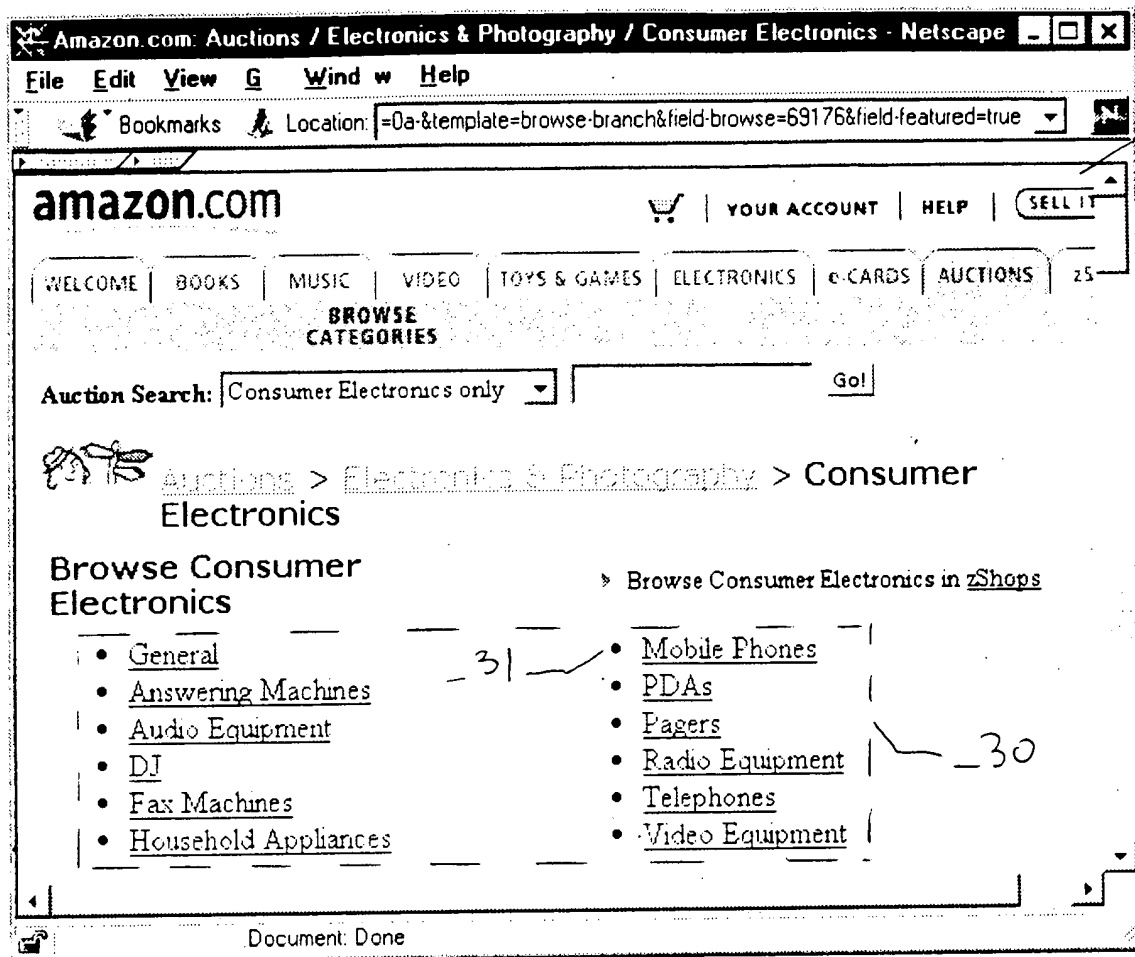 Amazon.com: Auctions / Electronics & Photography / Consumer Electronics - Netscape
File Edit View G Wind w Help
Bookmarks Location: =0a-&template=browse-branch&field-browse=69176&field-featured=true
amazon.com
YOUR ACCOUNT | HELP | SELL IT
WELCOME | BOOKS | MUSIC | VIDEO | TOYS & GAMES | ELECTRONICS | e-CARDS | AUCTIONS | zS
BROWSE
CATEGORIES
Auction Search: Consumer Electronics only Go!
Auctions > Electronics & Photography > Consumer
Electronics
Browse Consumer
Electronics
Browse Consumer Electronics in zShops
• General
• Answering Machines
• Audio Equipment
• DJ
• Fax Machines
• Household Appliances
31
• Mobile Phones
• PDAs
• Pagers
• Radio Equipment
• Telephones
• Video Equipment
30
Document: Done